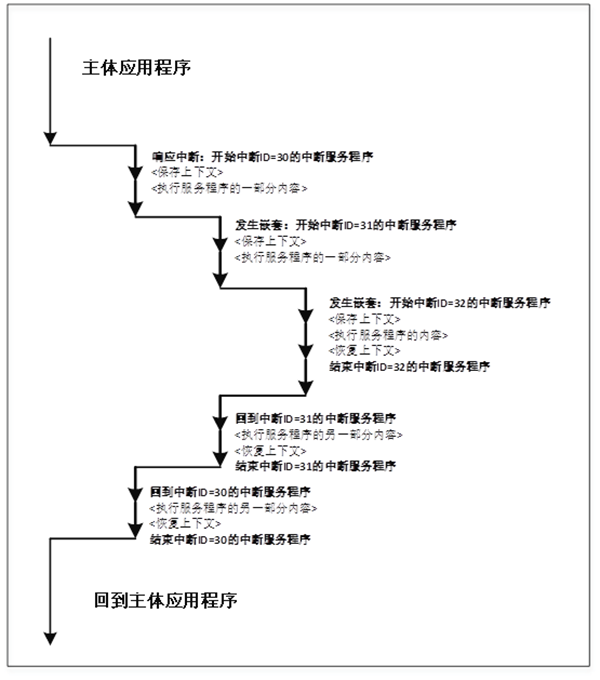 主体应用程序
响应中断：开始中断ID=30的中断服务程序
<保存上下文>
<执行服务程序的一部分内容>
发生嵌套：开始中断ID=31的中断服务程序
<保存上下文>
<执行服务程序的一部分内容>
发生嵌套：开始中断ID=32的中断服务程序
<保存上下文>
<执行服务程序的内容>
<恢复上下文>
结束中断ID=32的中断服务程序
回到中断ID=31的中断服务程序
<执行服务程序的另一部分内容>
<恢复上下文>
结束中断ID=31的中断服务程序
回到中断ID=30的中断服务程序
<执行服务程序的另一部分内容>
<恢复上下文>
结束中断ID=30的中断服务程序
回到主体应用程序